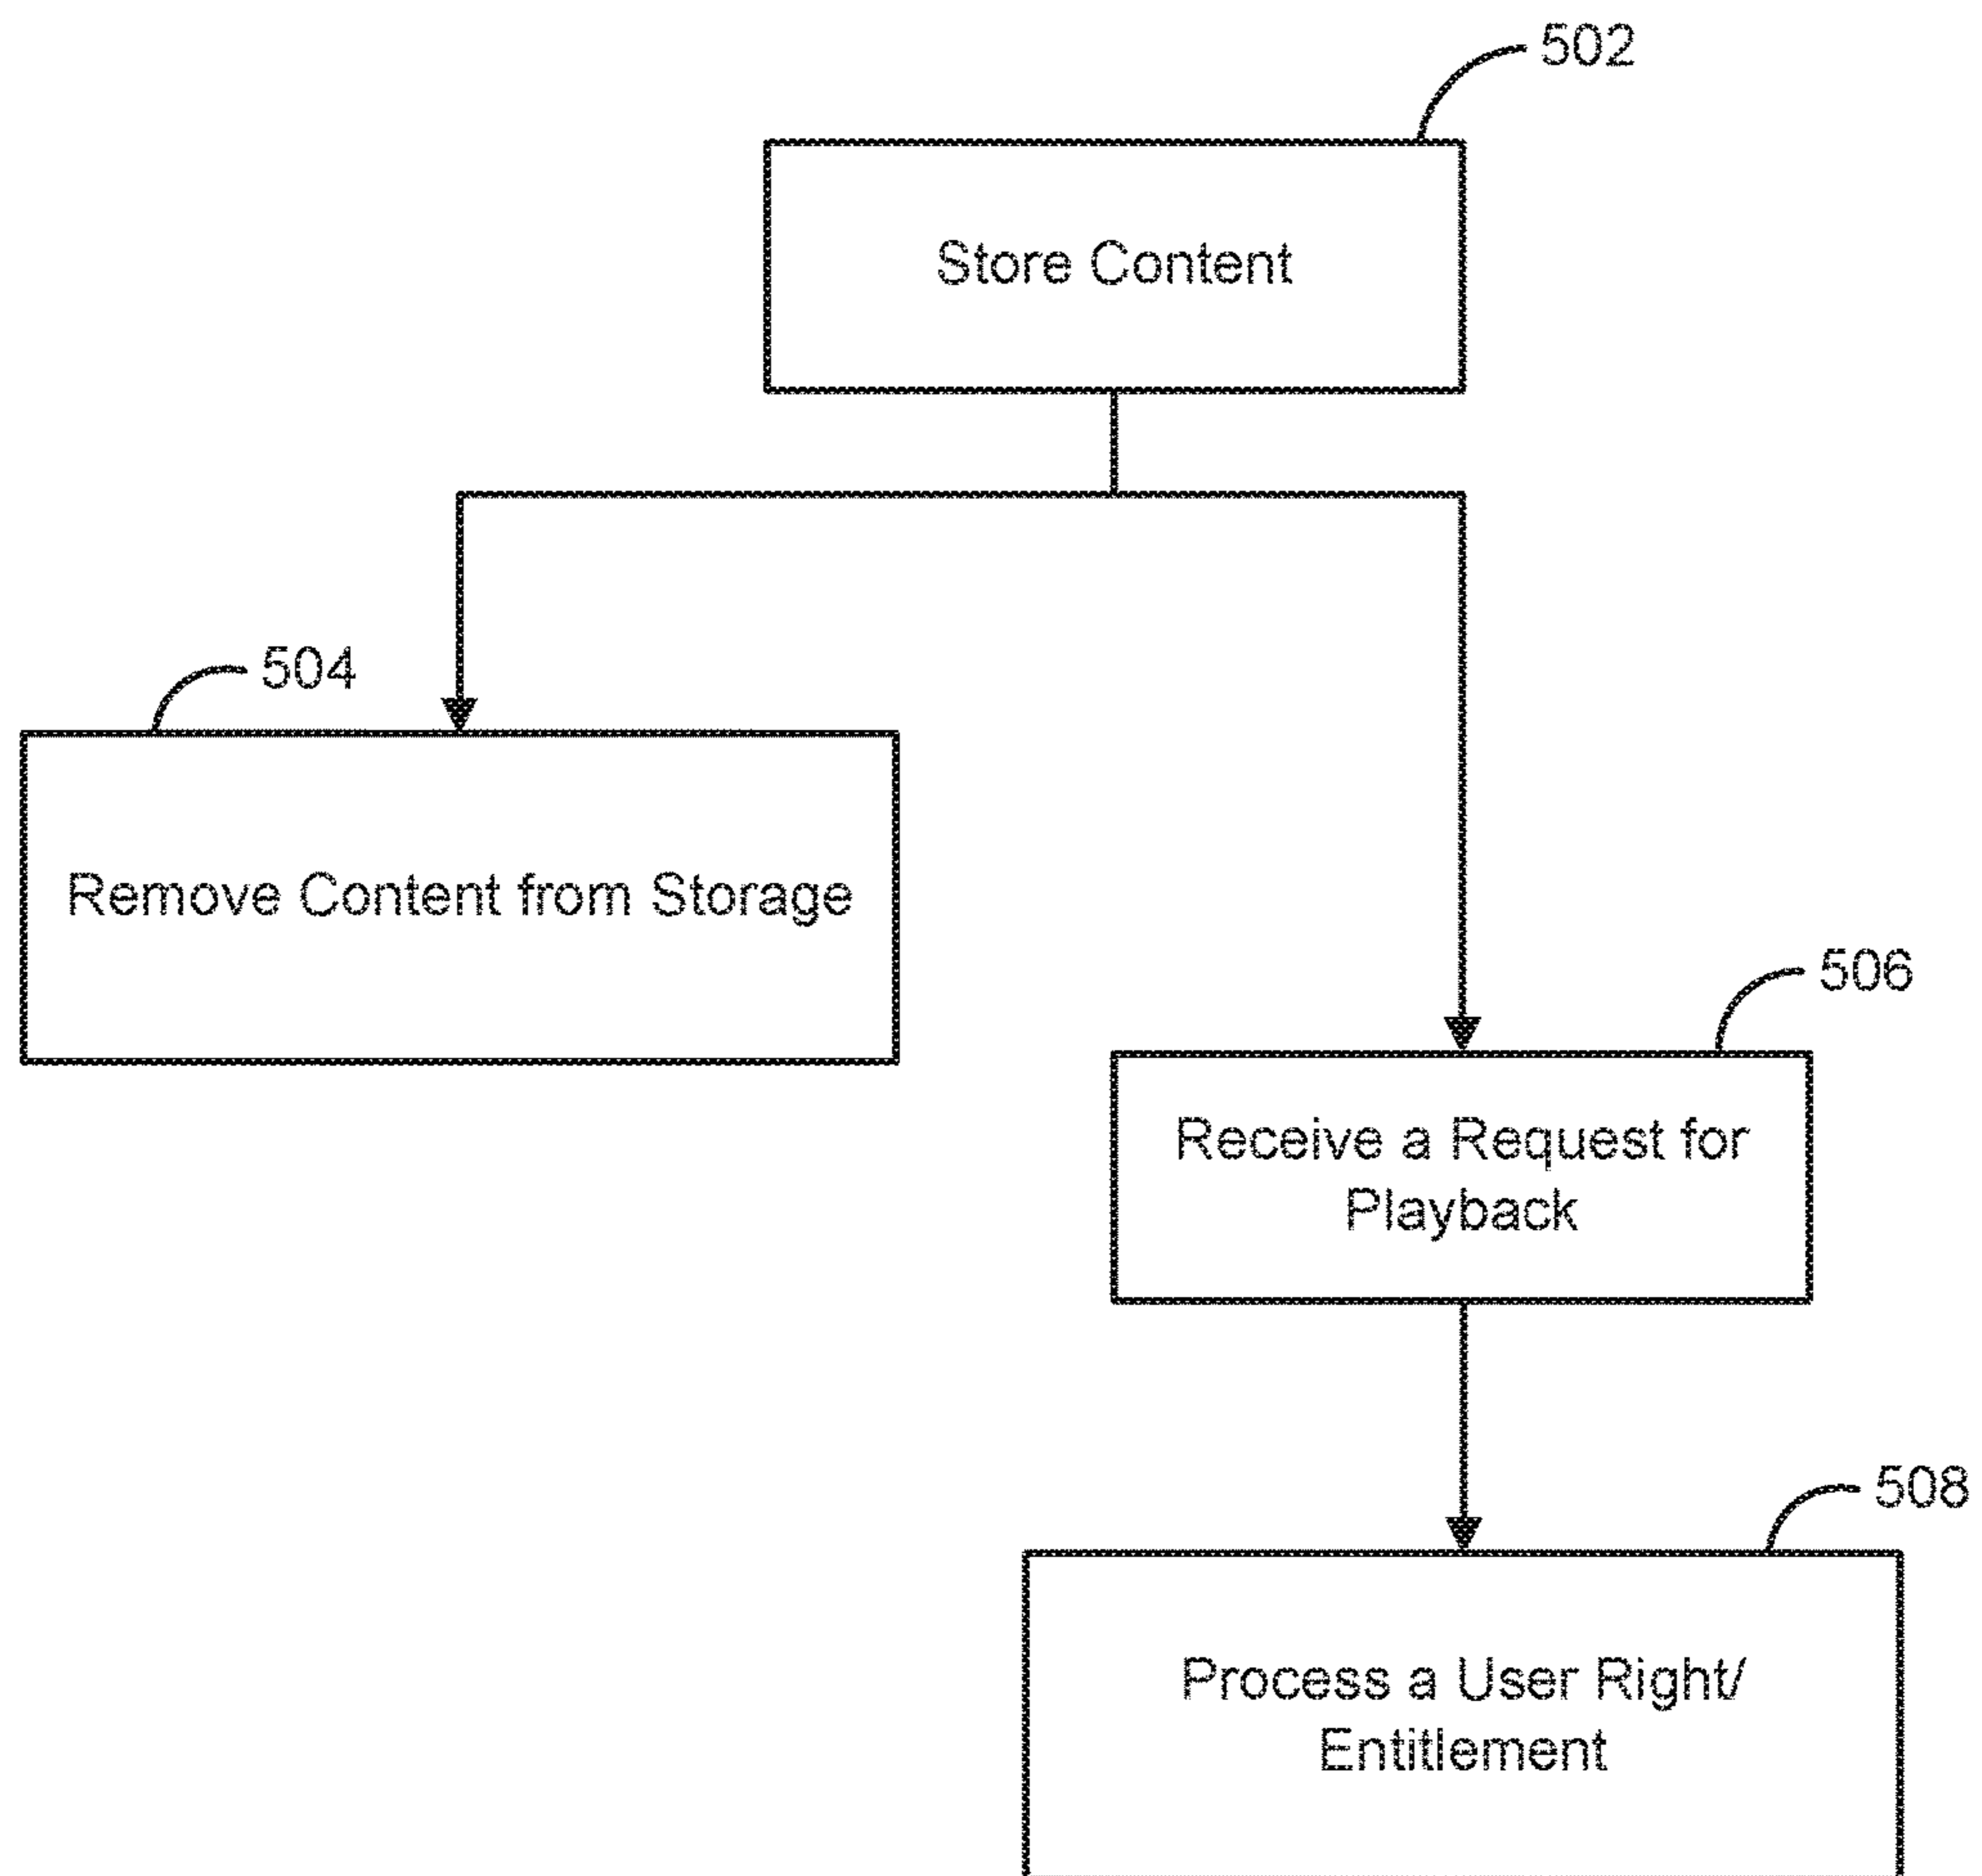 502
Store Content
504
Remove Content from Storage
506
Receive a Request for
Playback
508
Process a User Right/
Entitlement